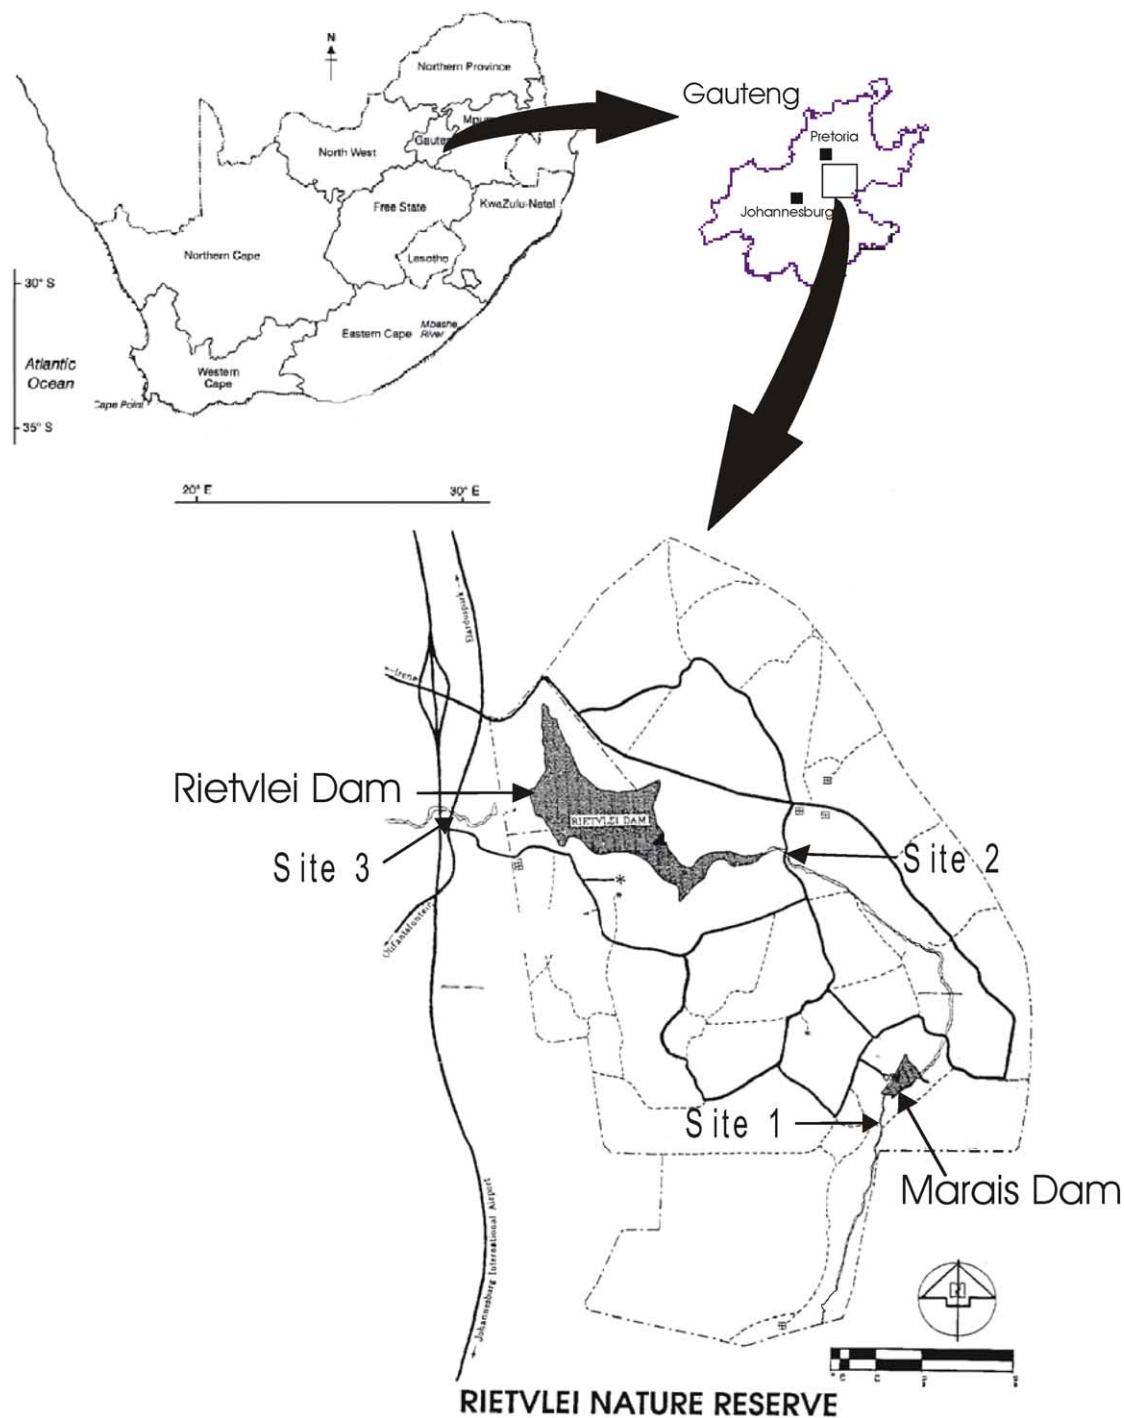 N
Northern Province
Gauteng
Pretoria
North West
Free State
KwaZulu-Natal
Johannesburg
Northern Cape
Lesotho
30° S
Eastern Cape
Mbashe
River
Atlantic
Ocean
Western
Cape
Cape Point
35° S
20° E
30° E
Elarduspark
Irene
Rietvlei Dam
RIETVLEI DAM
Site 3
Site 2
Olifantsfontein
Site 1
Marais Dam
Johannesburg International Airport
N
RIETVLEI NATURE RESERVE